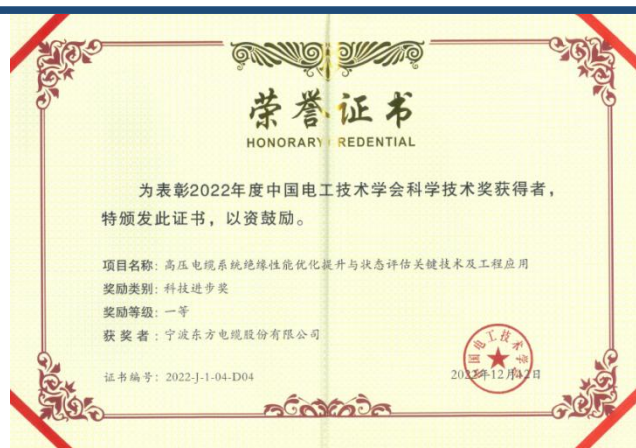 荣誉证书
HONORARY CREDENTIAL
为表彰2022年度中国电工技术学会科学技术奖获得者，
特颁发此证书，以资鼓励。
项目名称：高压电缆系统绝缘性能优化提升与状态评估关键技术及工程应用
奖励类别：科技进步奖
奖励等级：一等
获奖者：宁波东方电缆股份有限公司
证书编号：2022-J-1-04-D04
2022年12月12日